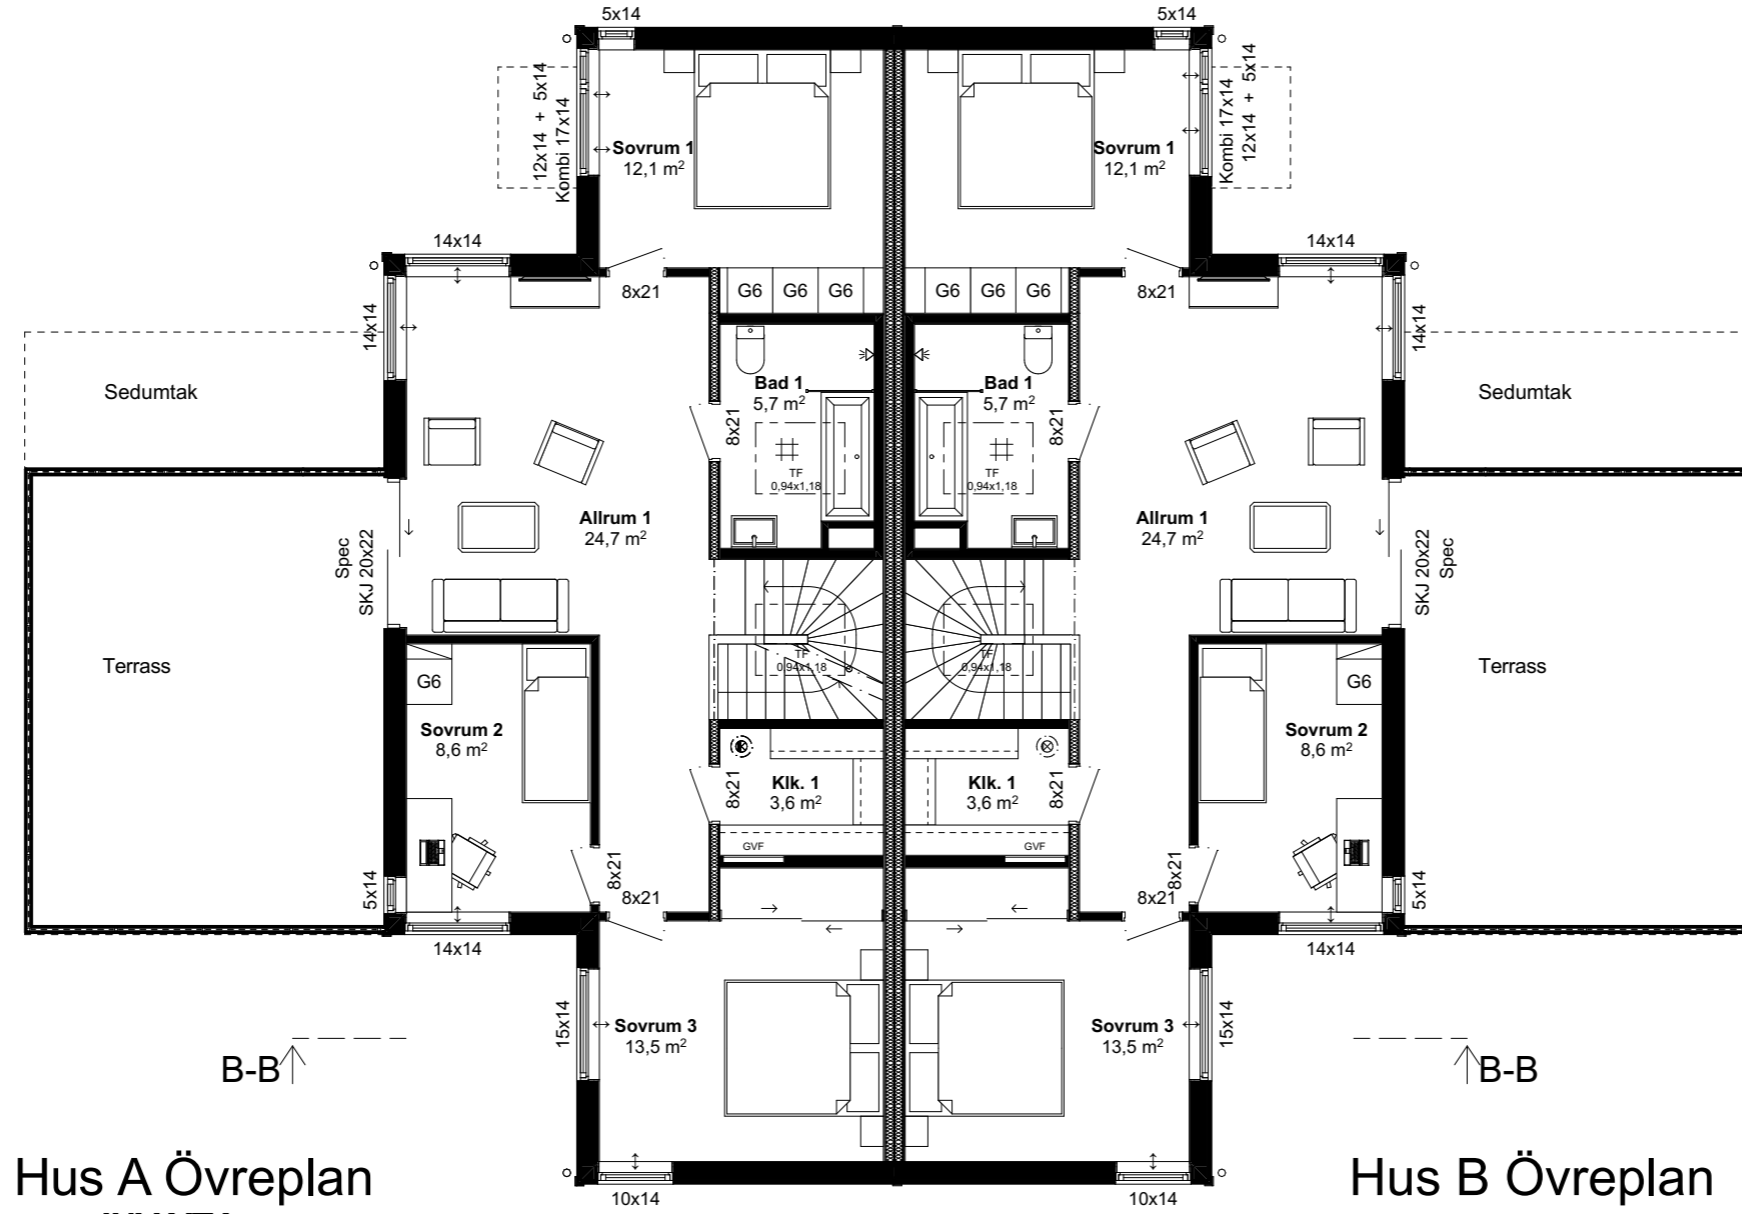 5x14
5x14
12x14 + 5x14
Kombi 17x14
Kombi 17x14
12x14 + 5x14
Sovrum 1
12,1 m²
Sovrum 1
12,1 m²
14x14
14x14
8x21
G6
G6
G6
G6
G6
G6
8x21
14x14
14x14
Sedumtak
Sedumtak
Bad 1
5,7 m²
Bad 1
5,7 m²
8x21
8x21
TF
0,94x1,18
TF
0,94x1,18
Allrum 1
24,7 m²
Allrum 1
24,7 m²
Spec
SKJ 20x22
SKJ 20x22
Spec
Terrass
Terrass
TF
0,94x1,18
TF
0,94x1,18
G6
G6
Sovrum 2
8,6 m²
Sovrum 2
8,6 m²
Klk. 1
3,6 m²
Klk. 1
3,6 m²
8x21
8x21
GVF
GVF
8x21
8x21
8x21
8x21
5x14
5x14
14x14
14x14
15x14
15x14
Sovrum 3
13,5 m²
Sovrum 3
13,5 m²
B-B
B-B
10x14
10x14
Hus A Övreplan
Hus B Övreplan